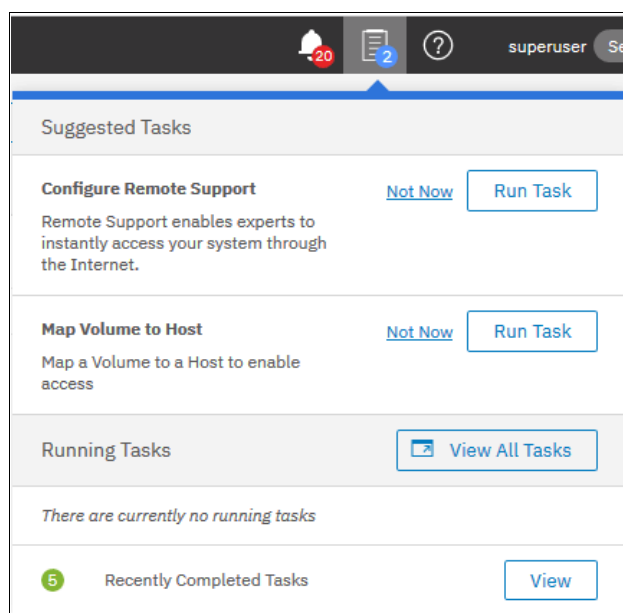 20 2 ? superuser Se
Suggested Tasks
Configure Remote Support Not Now Run Task
Remote Support enables experts to
instantly access your system through
the Internet.
Map Volume to Host Not Now Run Task
Map a Volume to a Host to enable
access
Running Tasks View All Tasks
There are currently no running tasks
5 Recently Completed Tasks View